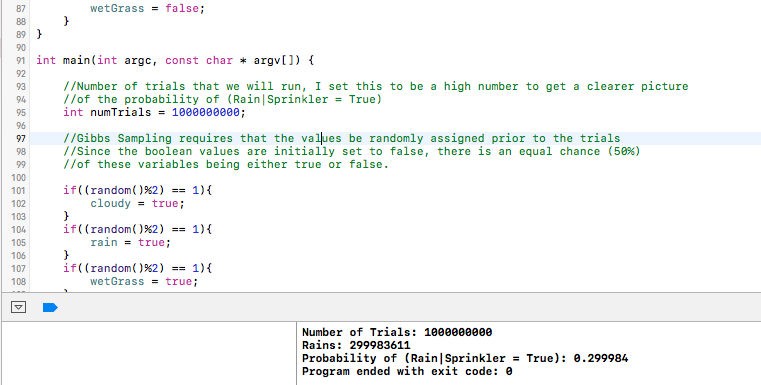 87 wetGrass = false;
88 }
89 }
90
91 int main(int argc, const char * argv[]) {
92
93 //Number of trials that we will run, I set this to be a high number to get a clearer picture
94 //of the probability of (Rain|Sprinkler = True)
95 int numTrials = 1000000000;
96
97 //Gibbs Sampling requires that the values be randomly assigned prior to the trials
98 //Since the boolean values are initially set to false, there is an equal chance (50%)
99 //of these variables being either true or false.
100
101 if((random()%2) == 1){
102 cloudy = true;
103 }
104 if((random()%2) == 1){
105 rain = true;
106 }
107 if((random()%2) == 1){
108 wetGrass = true;
Number of Trials: 1000000000
Rains: 299983611
Probability of (Rain|Sprinkler = True): 0.299984
Program ended with exit code: 0